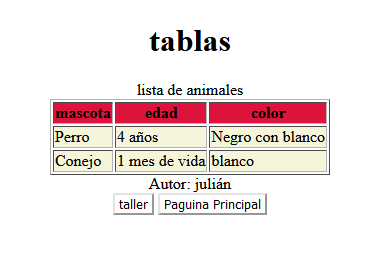 tablas
lista de animales
mascota edad color
Perro 4 años Negro con blanco
Conejo 1 mes de vida blanco
Autor: julián
taller Paguina Principal